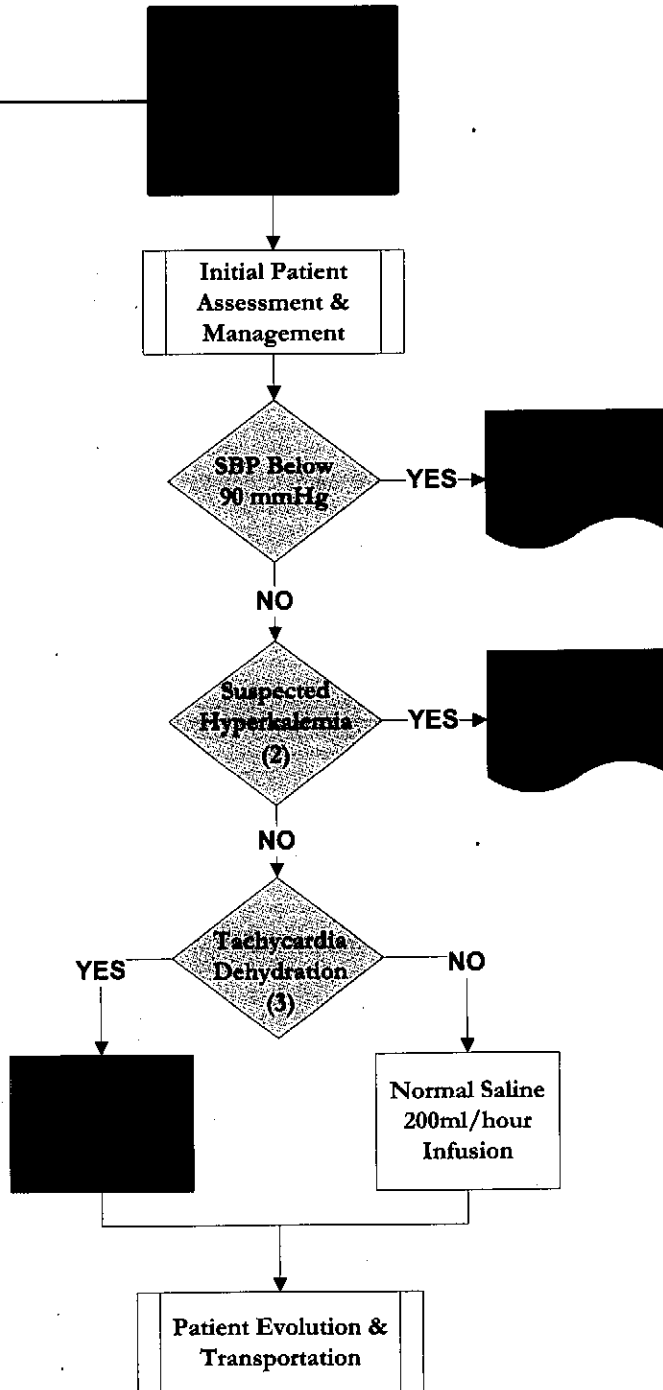 Initial Patient
Assessment &
Management
SBP Below
90 mmHg
YES
NO
Suspected
Hyperkalemia
(2)
YES
NO
Tachycardia
Dehydration
(3)
YES
NO
Normal Saline
200ml/hour
Infusion
Patient Evolution &
Transportation